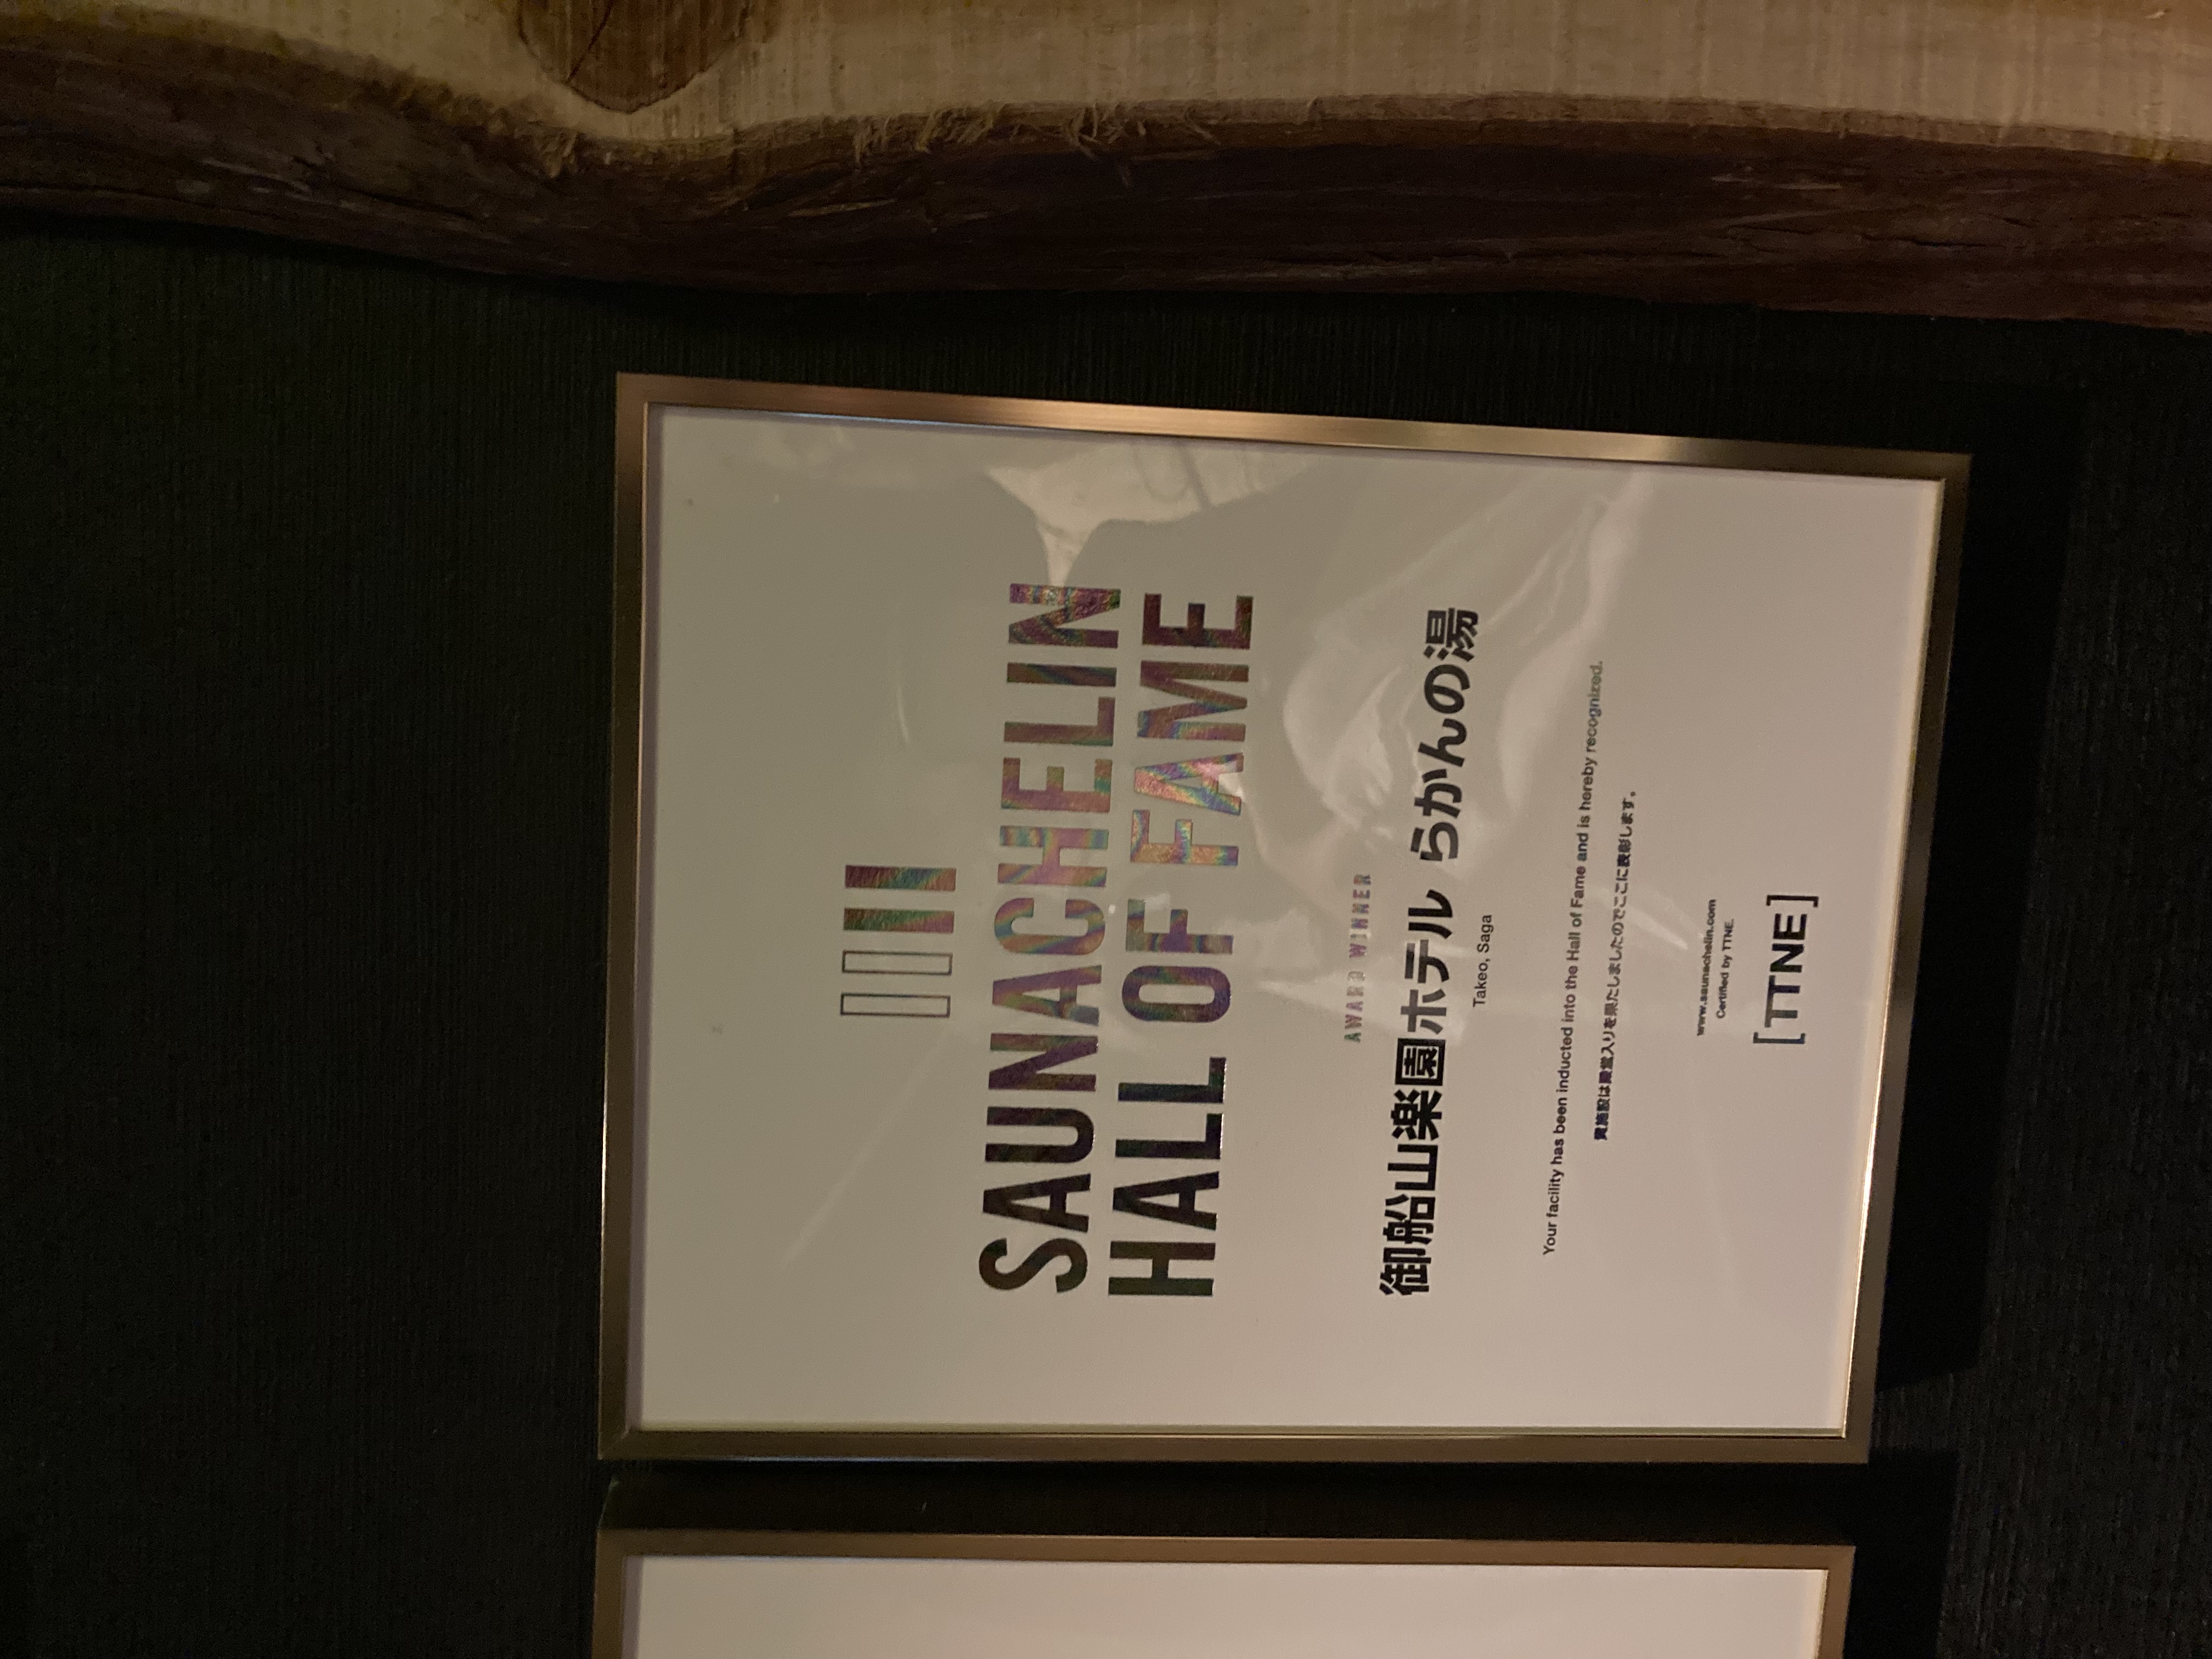 SAUNACHELIN
HALL OF FAME
AWARD WINNER
御船山楽園ホテル らかんの湯
Takeo, Saga
Your facility has been inducted into the Hall of Fame and is hereby recognized.
貴施設は殿堂入りを果たしましたのでここに表彰します。
www.saunachelin.com
Certified by TTNE.
[TTNE]